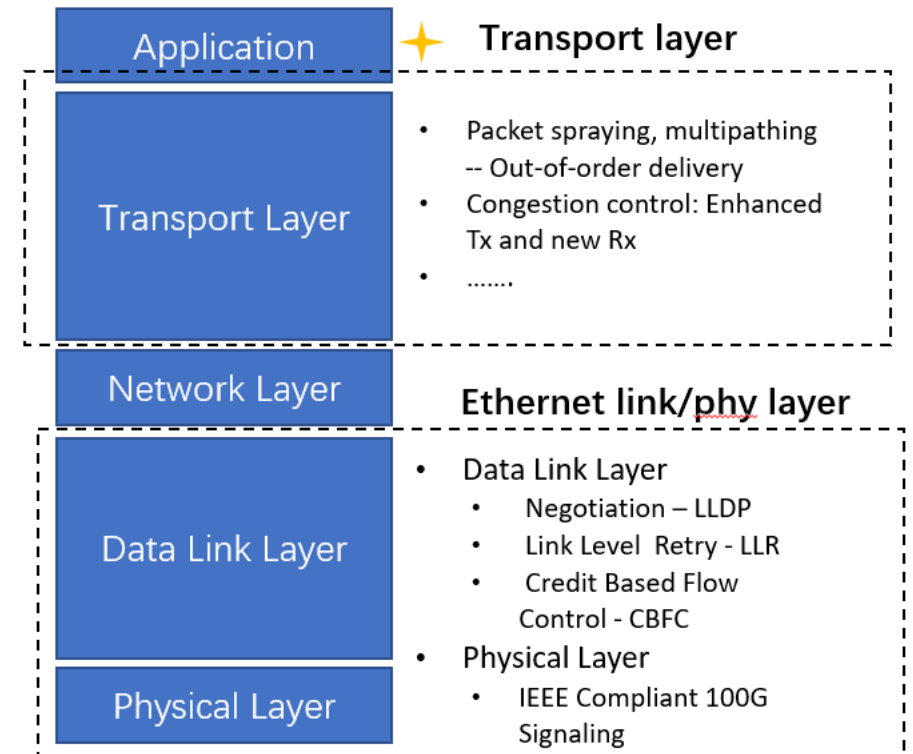 Application
Transport layer
Transport Layer
• Packet spraying, multipathing
-- Out-of-order delivery
• Congestion control: Enhanced
Tx and new Rx
• .......
Network Layer
Ethernet link/phy layer
Data Link Layer
• Data Link Layer
• Negotiation – LLDP
• Link Level Retry - LLR
• Credit Based Flow
Control - CBFC
Physical Layer
• Physical Layer
• IEEE Compliant 100G
Signaling